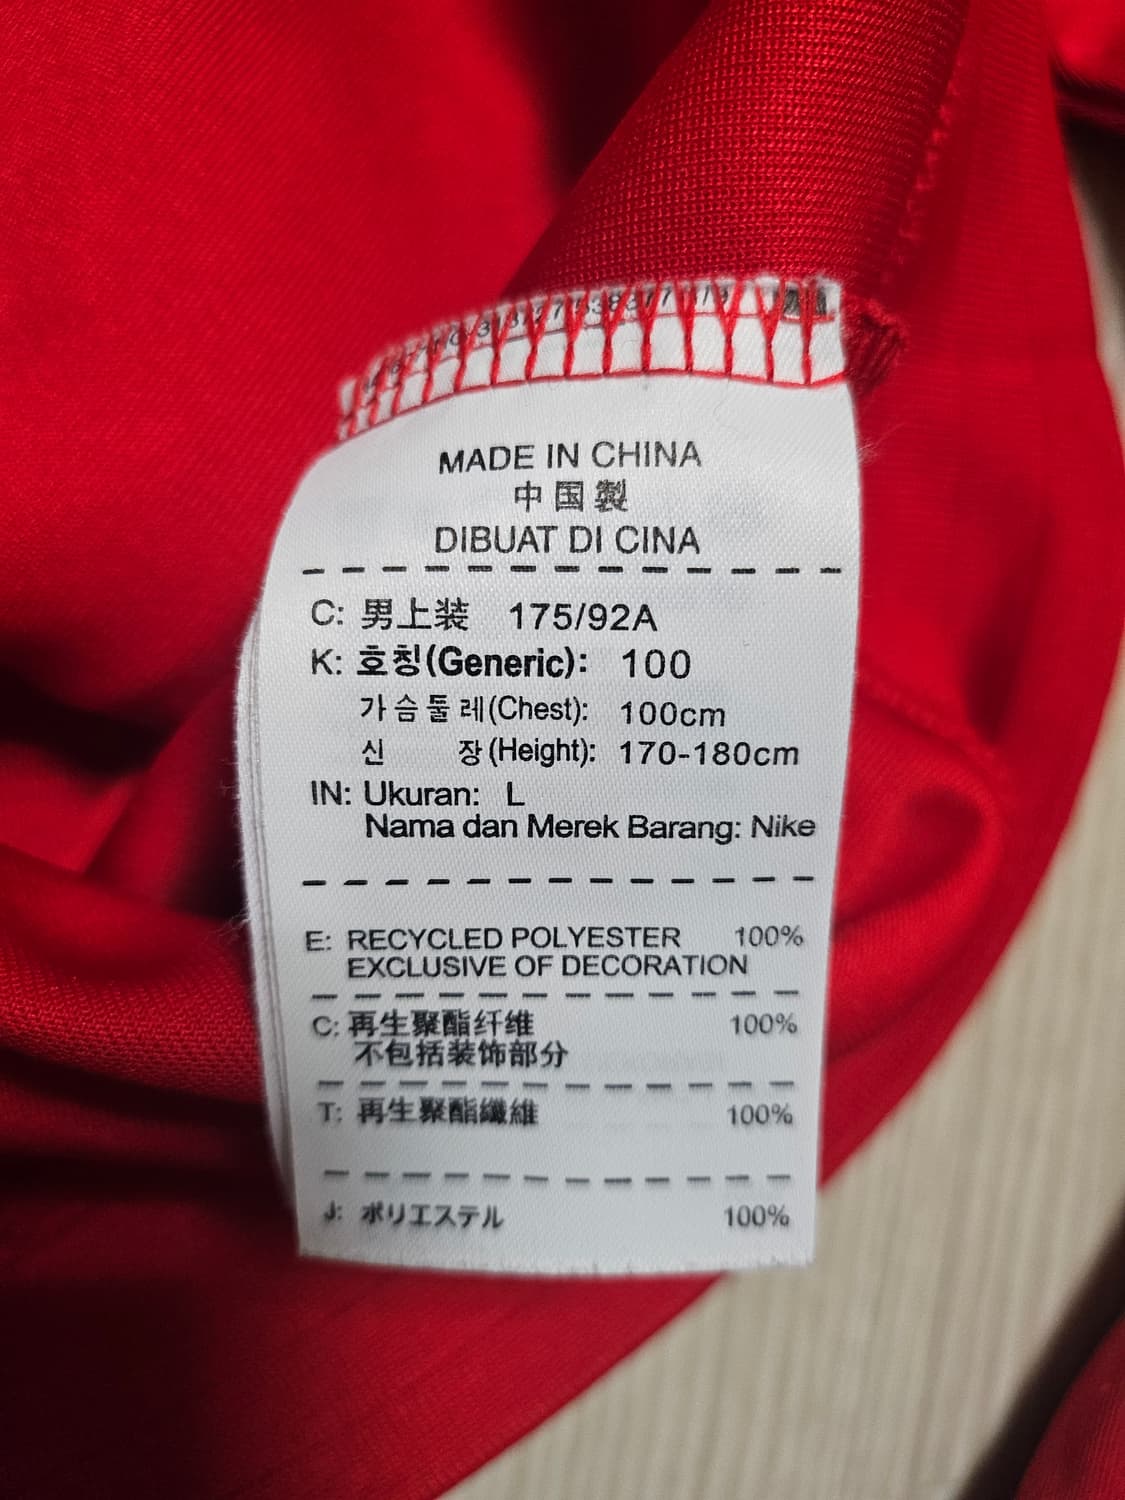 MADE IN CHINA
中国製
DIBUAT DI CINA
C: 男上装 175/92A
K: 호칭(Generic): 100
가슴둘레(Chest): 100cm
신 장(Height): 170-180cm
IN: Ukuran: L
Nama dan Merek Barang: Nike
E: RECYCLED POLYESTER 100%
EXCLUSIVE OF DECORATION
C: 再生聚酯纤维 100%
不包括装饰部分
T: 再生聚酯纖維 100%
J: ポリエステル 100%